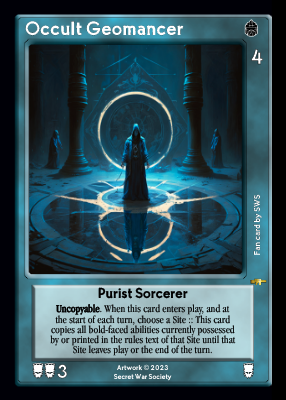 Occult Geomancer
4
Fan card by SWS
Purist Sorcerer
Uncopyable. When this card enters play, and at
the start of each turn, choose a Site :: This card
copies all bold-faced abilities currently possessed
by or printed in the rules text of that Site until that
Site leaves play or the end of the turn.
3
Artwork © 2023
Secret War Society